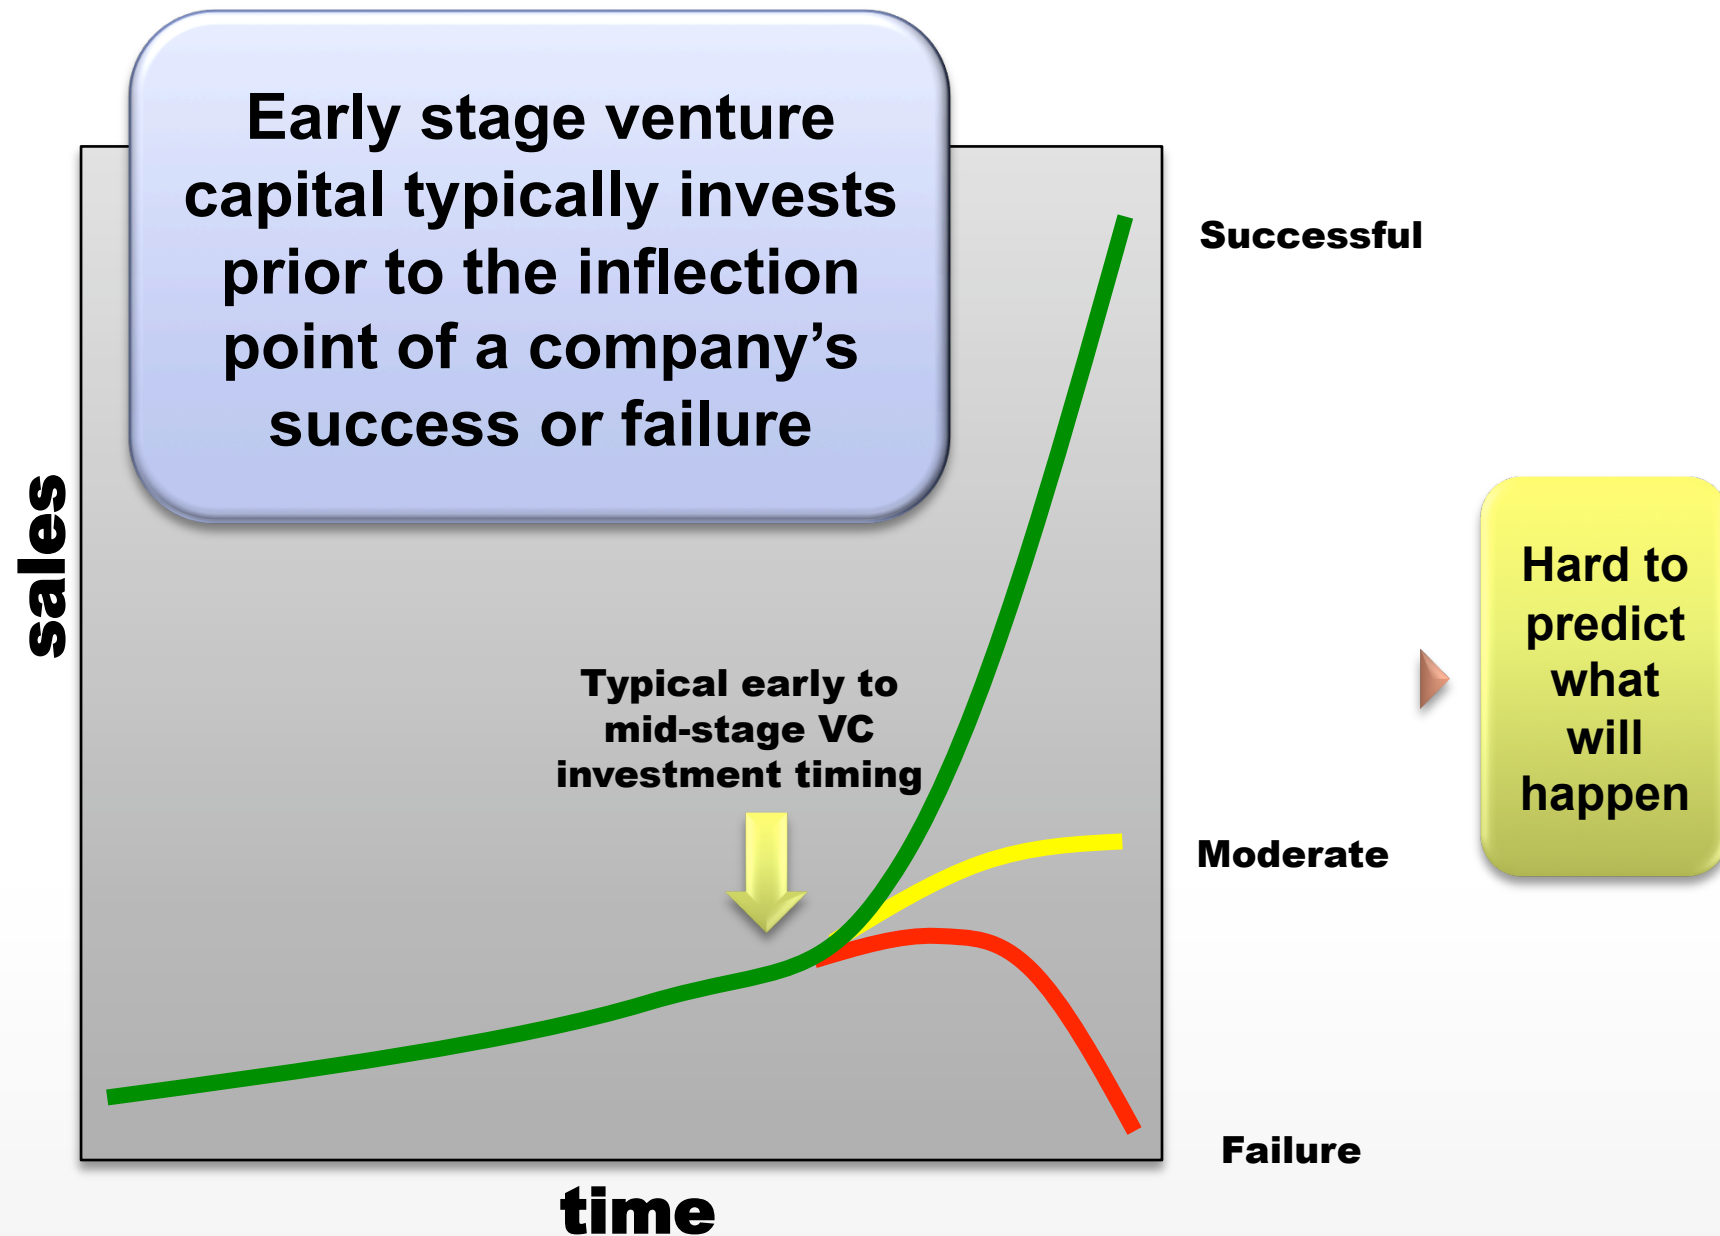 Early stage venture
capital typically invests
prior to the inflection
point of a company’s
success or failure
Successful
sales
Hard to
predict
what
will
happen
Typical early to
mid-stage VC
investment timing
Moderate
Failure
time